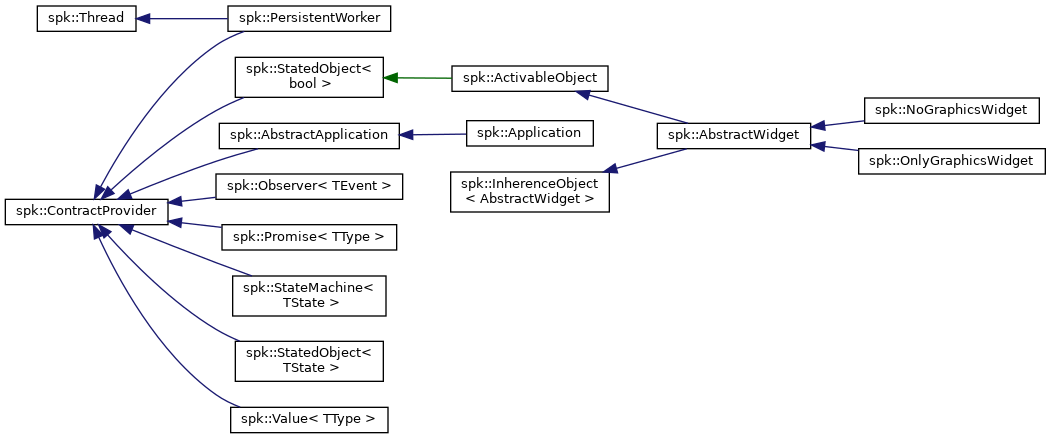 spk::Thread
spk::PersistentWorker
spk::StatedObject<
bool >
spk::ActivableObject
spk::NoGraphicsWidget
spk::AbstractApplication
spk::Application
spk::AbstractWidget
spk::OnlyGraphicsWidget
spk::Observer< TEvent >
spk::InherenceObject
< AbstractWidget >
spk::ContractProvider
spk::Promise< TType >
spk::StateMachine<
TState >
spk::StatedObject<
TState >
spk::Value< TType >